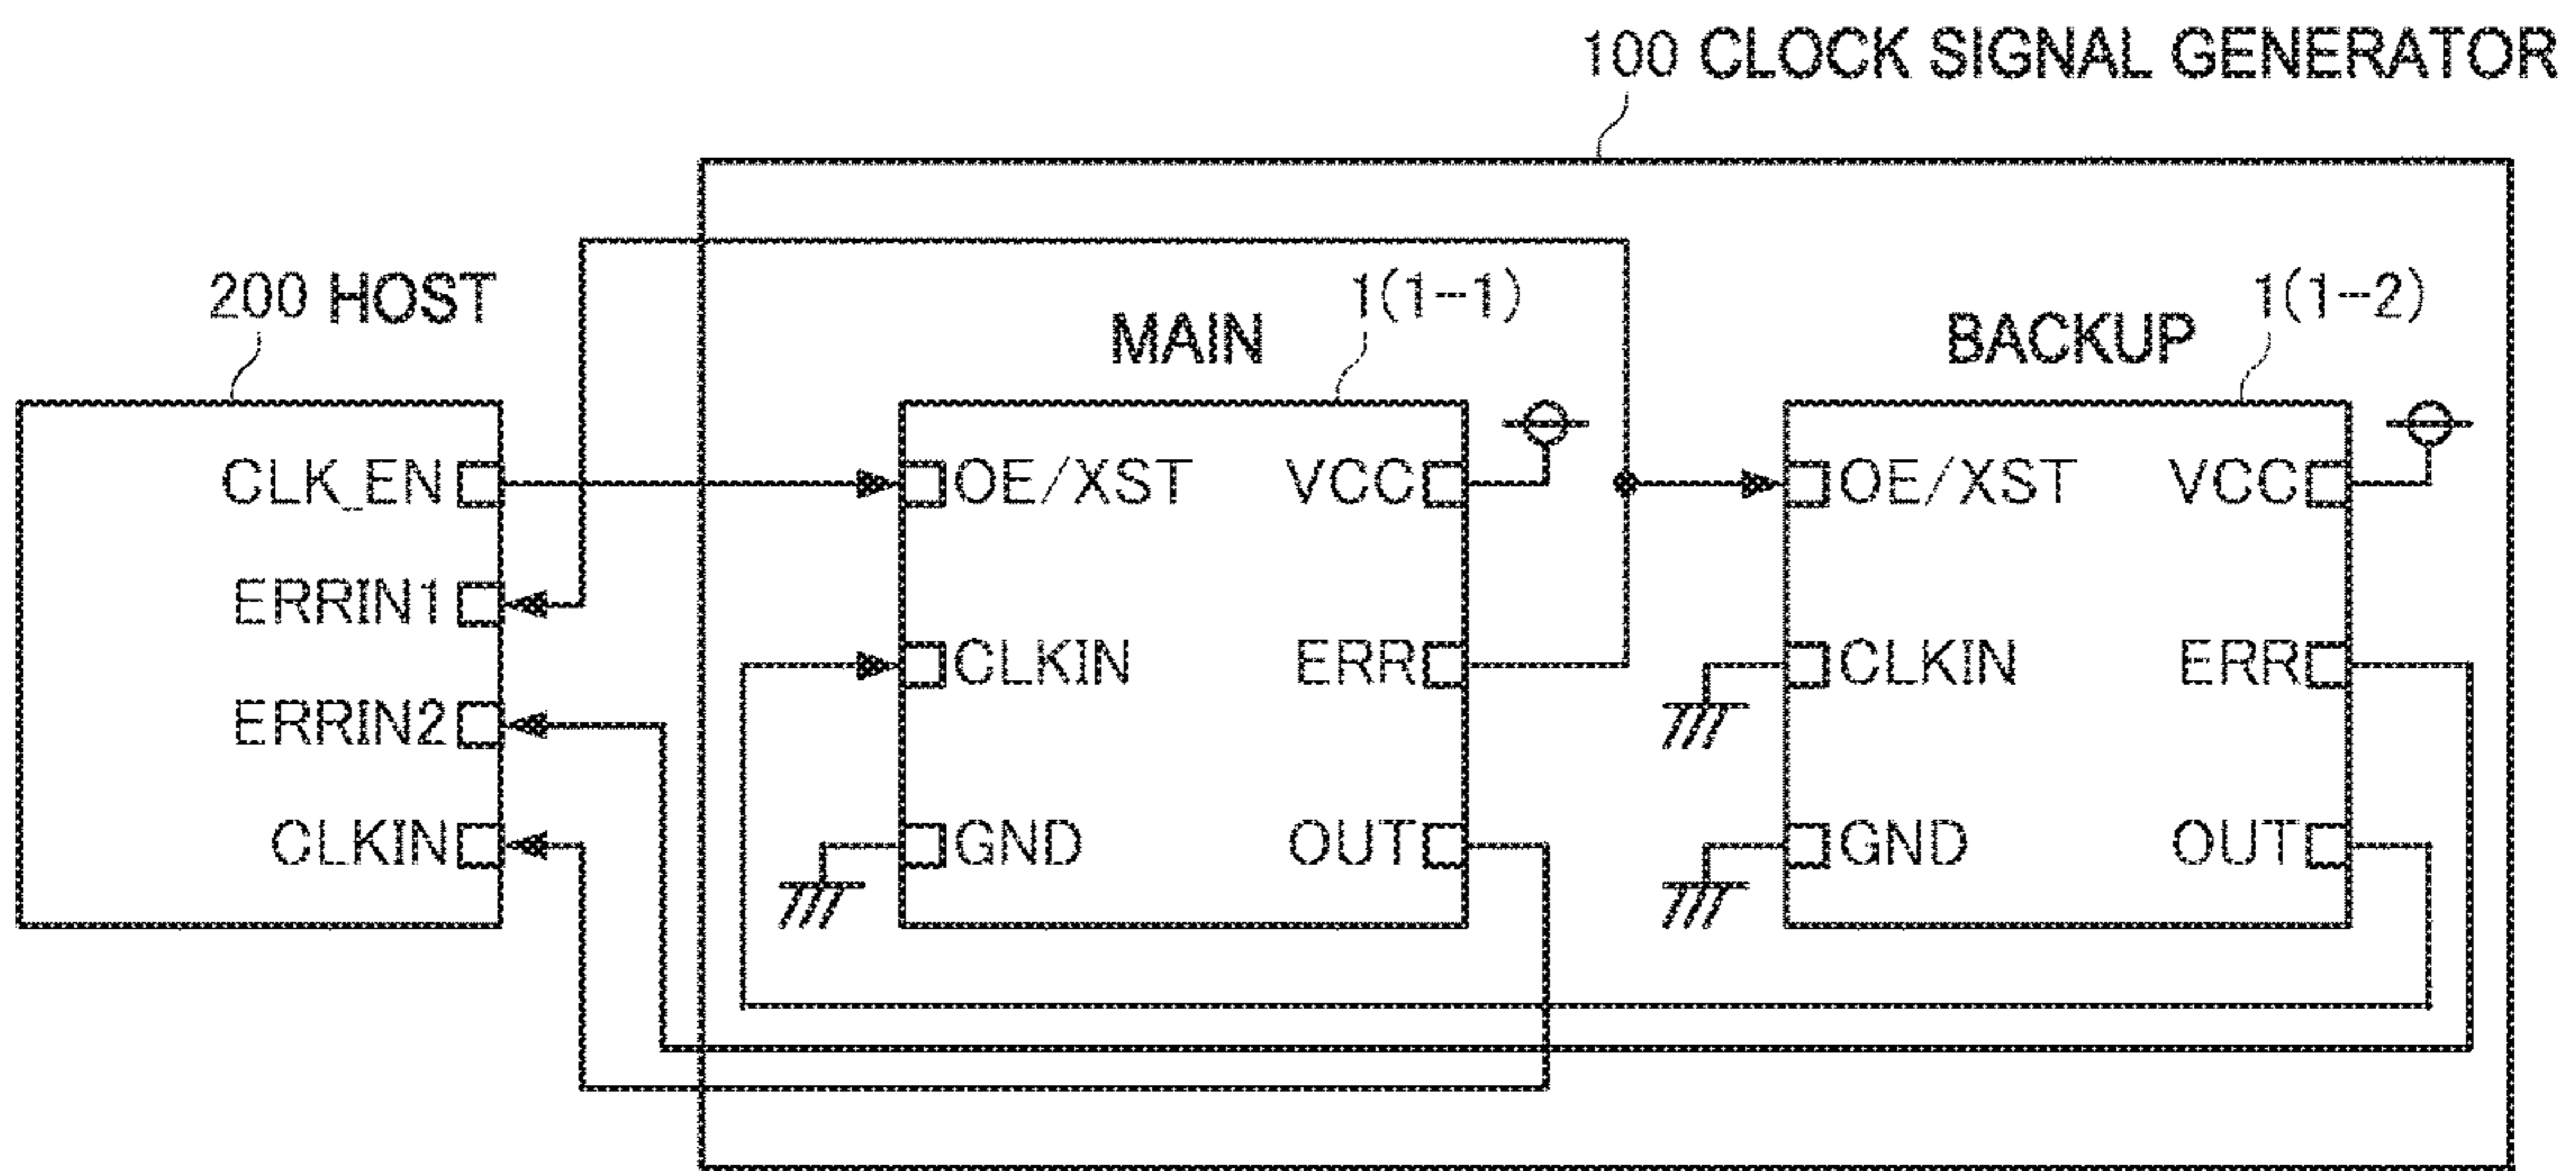 100 CLOCK SIGNAL GENERATOR
200 HOST
CLK_EN
ERRIN1
ERRIN2
CLKIN
MAIN
1(1-1)
OE/XST
VCC
CLKIN
ERR
GND
OUT
BACKUP
1(1-2)
OE/XST
VCC
CLKIN
ERR
GND
OUT